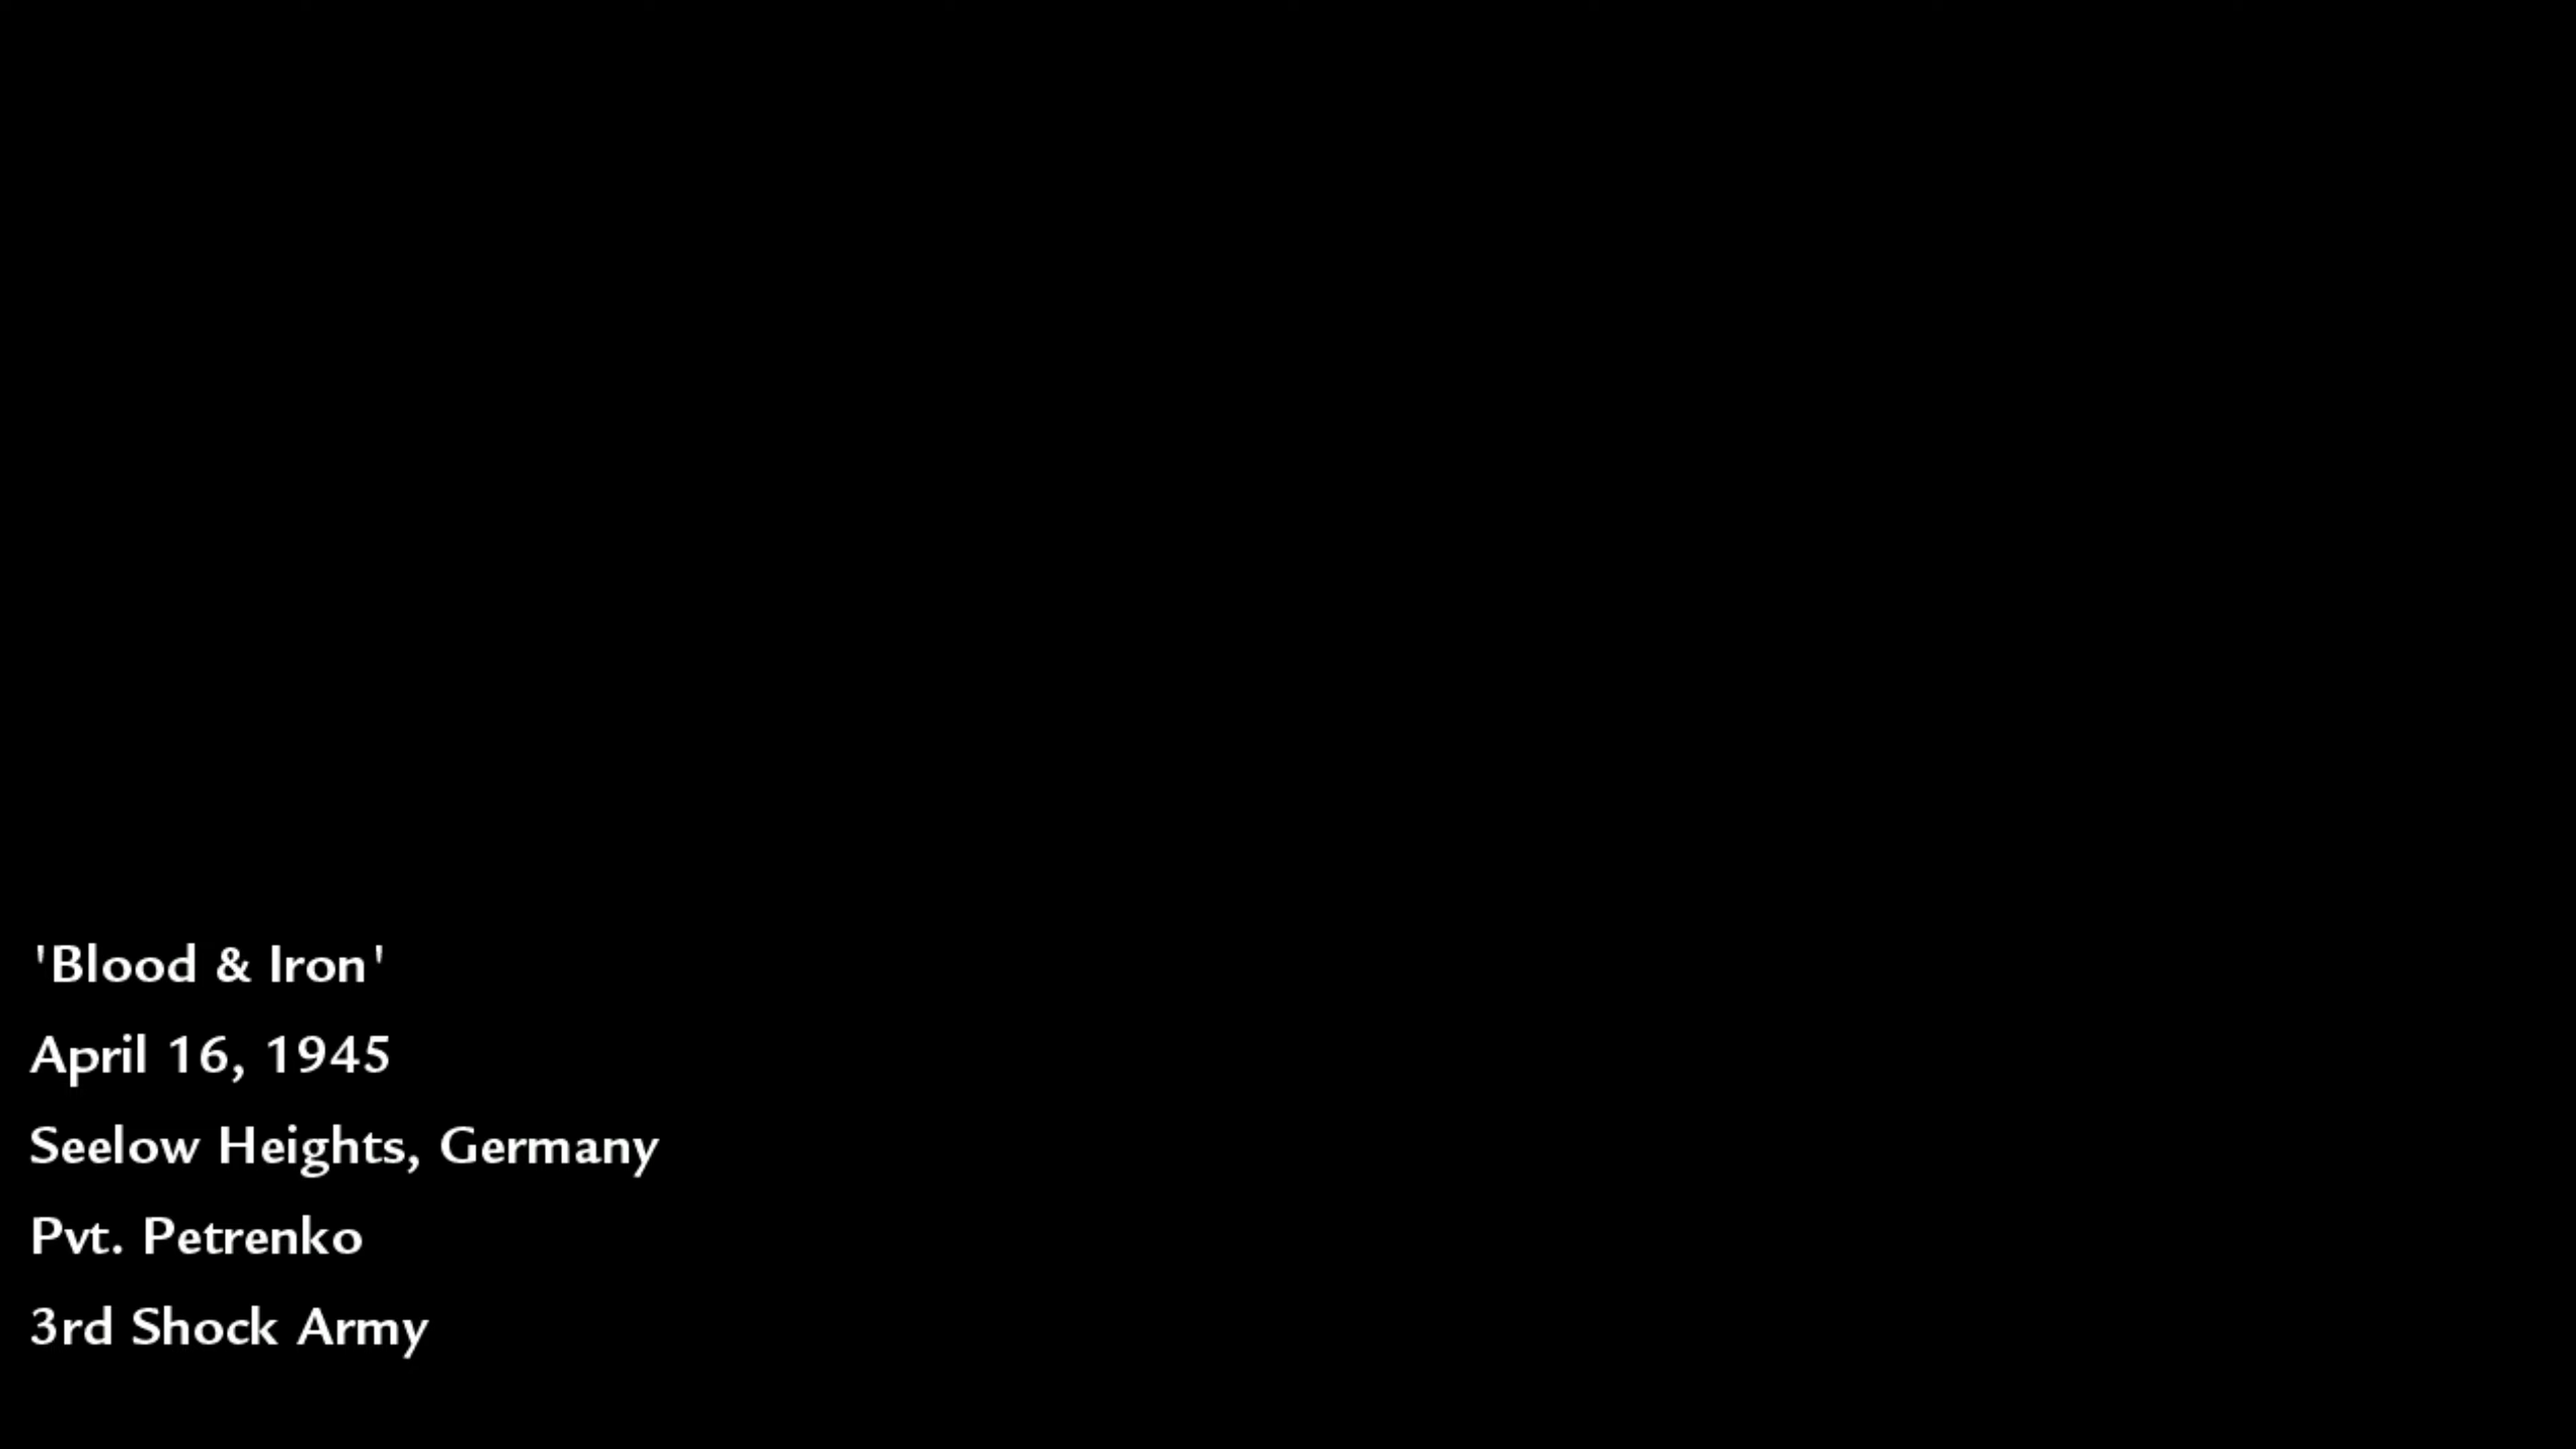 'Blood & Iron'
April 16, 1945
Seelow Heights, Germany
Pvt. Petrenko
3rd Shock Army